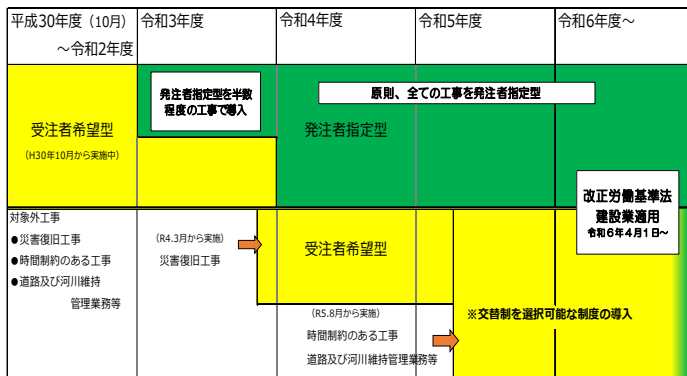 平成30年度（10月）
～令和2年度
令和3年度
令和4年度
令和5年度
令和6年度～
受注者希望型
（H30年10月から実施中）
発注者指定型を半数
程度の工事で導入
原則、全ての工事を発注者指定型
発注者指定型
改正労働基準法
建設業適用
令和6年4月1日～
対象外工事
●災害復旧工事
●時間制約のある工事
●道路及び河川維持
管理業務等
（R4.3月から実施）
災害復旧工事
受注者希望型
（R5.8月から実施）
時間制約のある工事
道路及び河川維持管理業務等
※交替制を選択可能な制度の導入